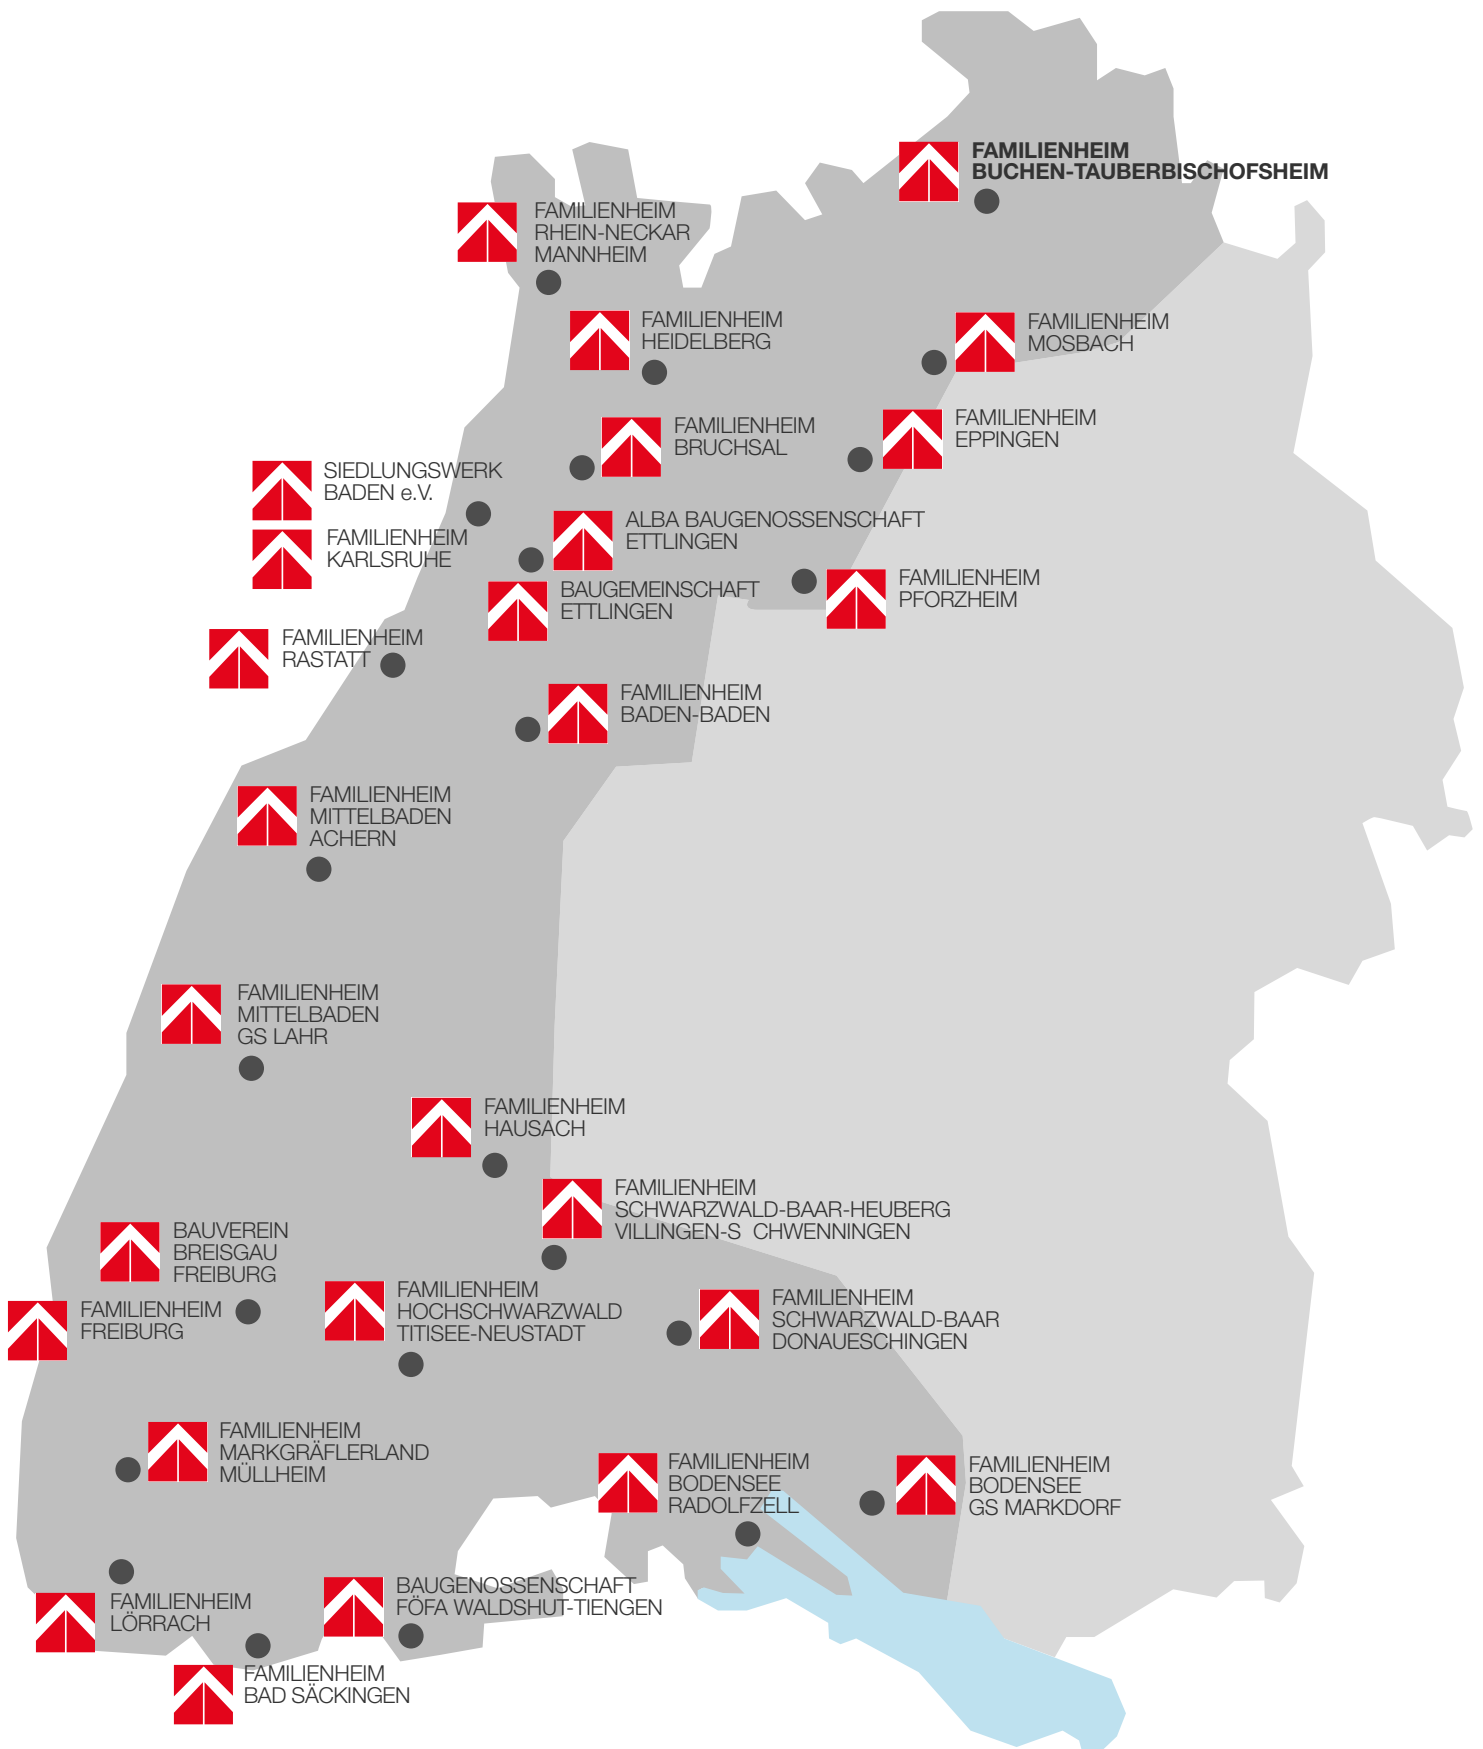 FAMILIENHEIM
BUCHEN-TAUBERBISCHOFSHEIM
FAMILIENHEIM
RHEIN-NECKAR
MANNHEIM
FAMILIENHEIM
HEIDELBERG
FAMILIENHEIM
MOSBACH
FAMILIENHEIM
BRUCHSAL
FAMILIENHEIM
EPPINGEN
SIEDLUNGSWERK
BADEN e.V.
FAMILIENHEIM
KARLSRUHE
ALBA BAUGENOSSENSCHAFT
ETTLINGEN
BAUGEMEINSCHAFT
ETTLINGEN
FAMILIENHEIM
PFORZHEIM
FAMILIENHEIM
RASTATT
FAMILIENHEIM
BADEN-BADEN
FAMILIENHEIM
MITTELBADEN
ACHERN
FAMILIENHEIM
MITTELBADEN
GS LAHR
FAMILIENHEIM
HAUSACH
FAMILIENHEIM
SCHWARZWALD-BAAR-HEUBERG
VILLINGEN-S CHWENNINGEN
BAUVEREIN
BREISGAU
FREIBURG
FAMILIENHEIM
FREIBURG
FAMILIENHEIM
HOCHSCHWARZWALD
TITISEE-NEUSTADT
FAMILIENHEIM
SCHWARZWALD-BAAR
DONAUESCHINGEN
FAMILIENHEIM
MARKGRÄFLERLAND
MÜLLHEIM
FAMILIENHEIM
BODENSEE
RADOLFZELL
FAMILIENHEIM
BODENSEE
GS MARKDORF
FAMILIENHEIM
LÖRRACH
BAUGENOSSENSCHAFT
FÖFA WALDSHUT-TIENGEN
FAMILIENHEIM
BAD SÄCKINGEN